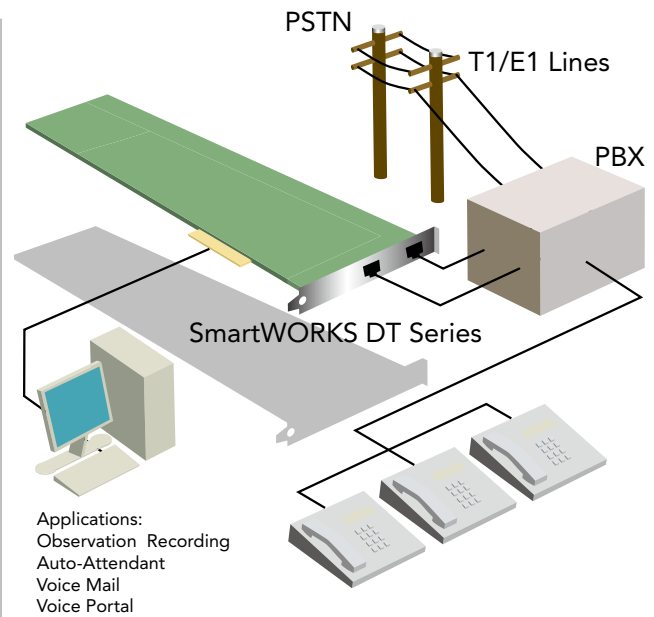 PSTN
T1/E1 Lines
PBX
SmartWORKS DT Series
Applications:
Observation Recording
Auto-Attendant
Voice Mail
Voice Portal